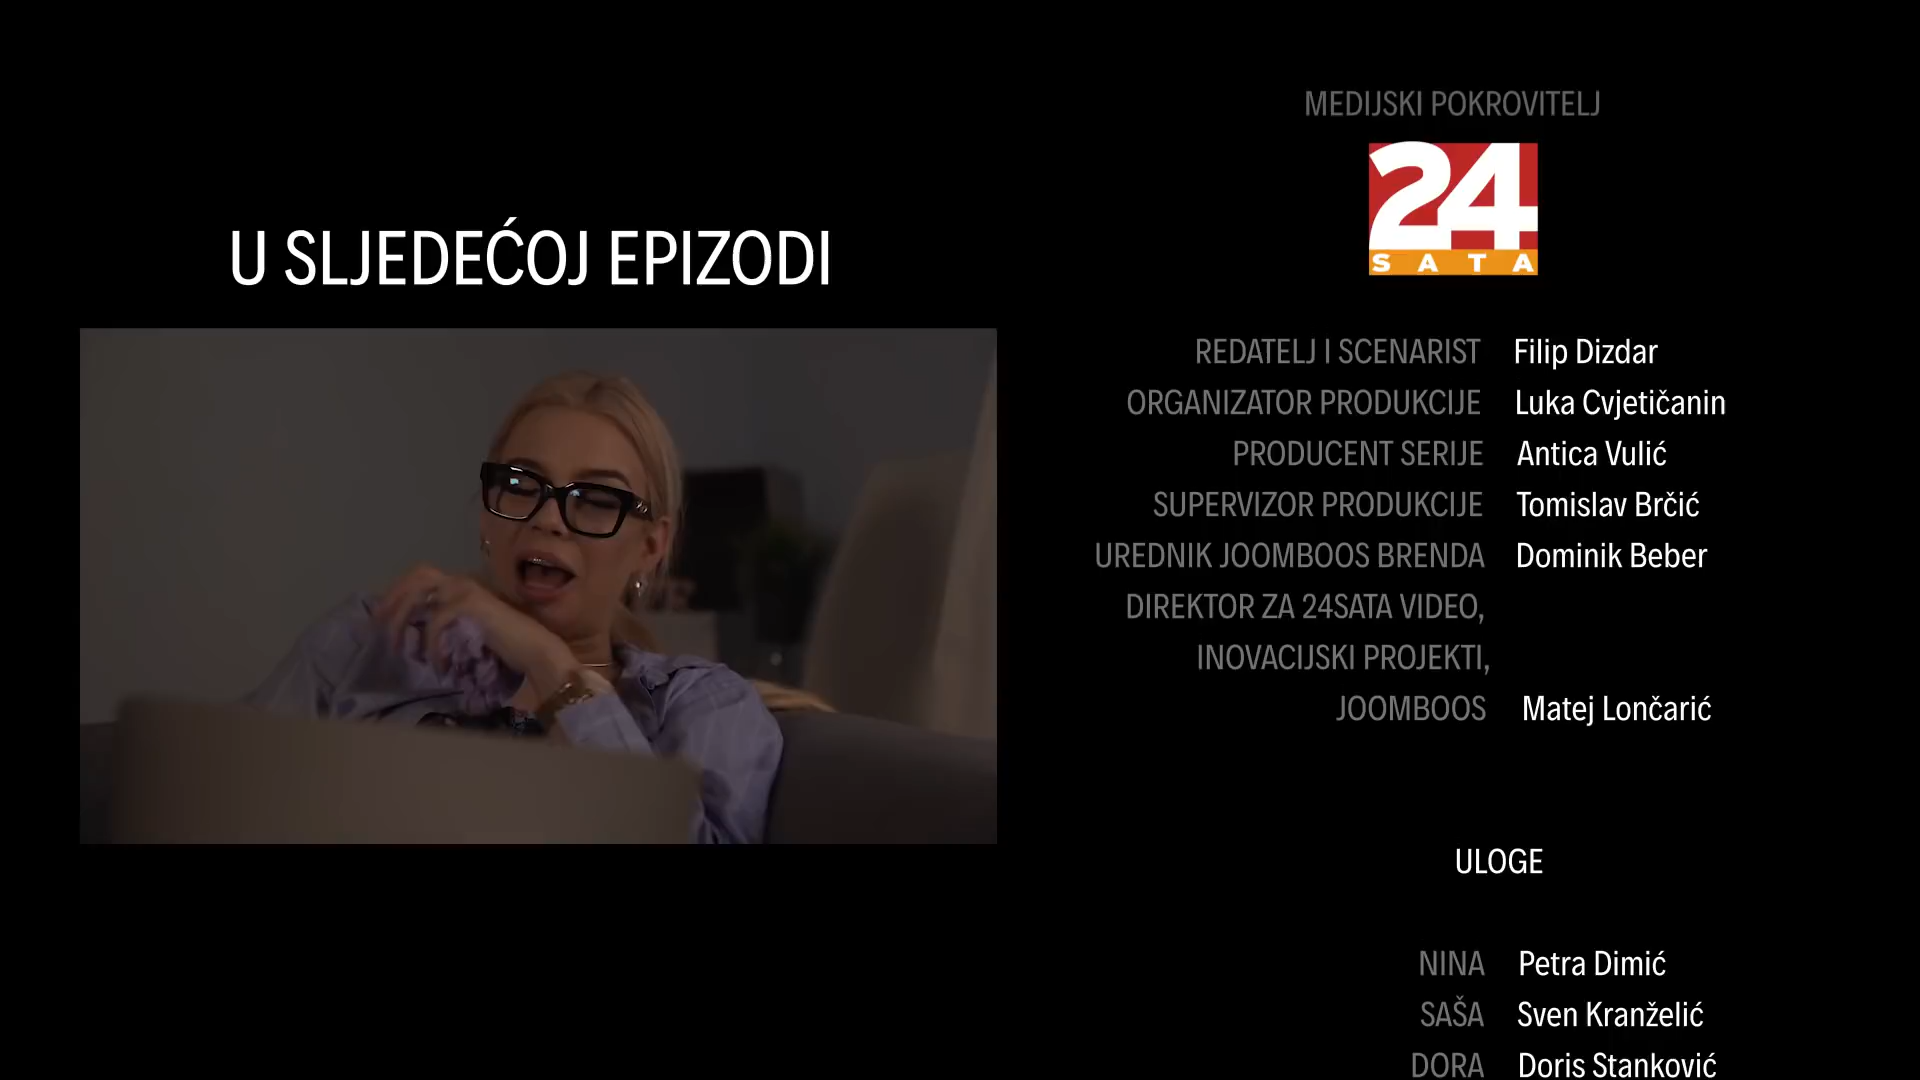 U SLJEDEĆOJ EPIZODI
MEDIJSKI POKROVITELJ
24
SATA
REDATELJ I SCENARIST Filip Dizdar
ORGANIZATOR PRODUKCIJE Luka Cvjetičanin
PRODUCENT SERIJE Antica Vulić
SUPERVIZOR PRODUKCIJE Tomislav Brčić
UREDNIK JOOMBOOS BRENDA Dominik Beber
DIREKTOR ZA 24SATA VIDEO,
INOVACIJSKI PROJEKTI,
JOOMBOOS Matej Lončarić
ULOGE
NINA Petra Dimić
SAŠA Sven Kranželić
DORA Doris Stanković